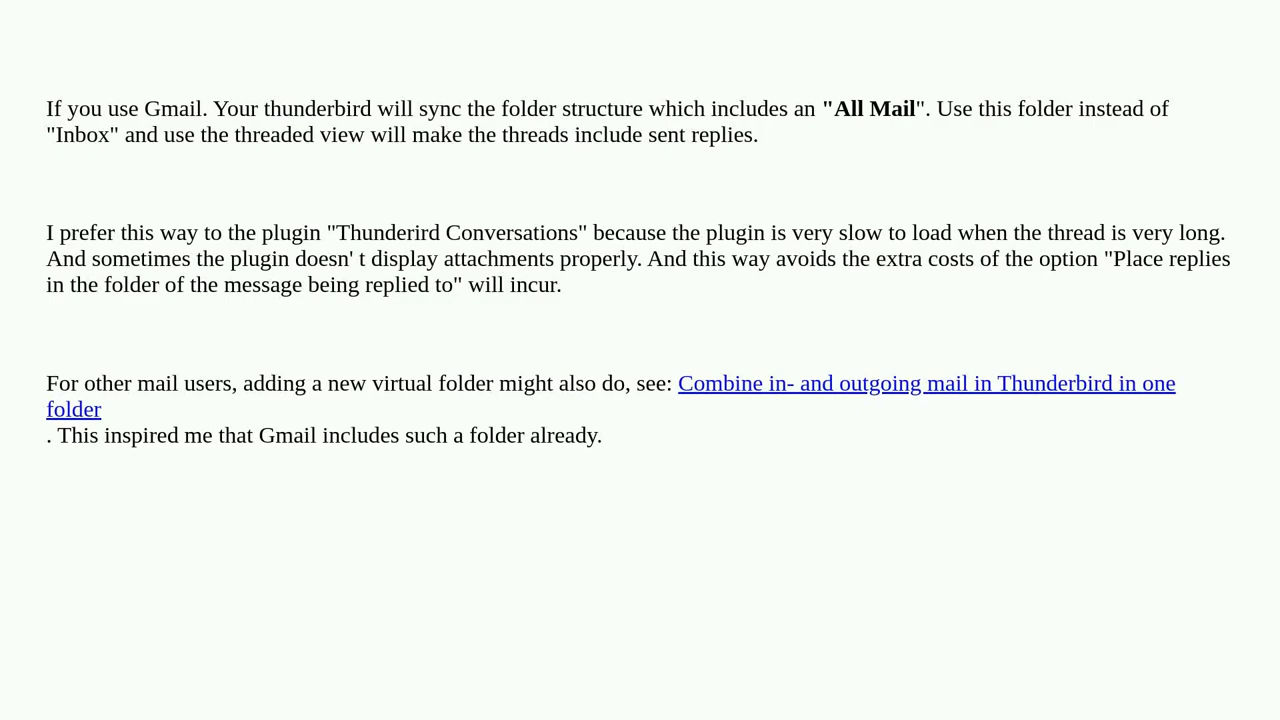 If you use Gmail. Your thunderbird will sync the folder structure which includes an "All Mail". Use this folder instead of
"Inbox" and use the threaded view will make the threads include sent replies.
I prefer this way to the plugin "Thunderird Conversations" because the plugin is very slow to load when the thread is very long.
And sometimes the plugin doesn' t display attachments properly. And this way avoids the extra costs of the option "Place replies
in the folder of the message being replied to" will incur.
For other mail users, adding a new virtual folder might also do, see: Combine in- and outgoing mail in Thunderbird in one
folder
. This inspired me that Gmail includes such a folder already.